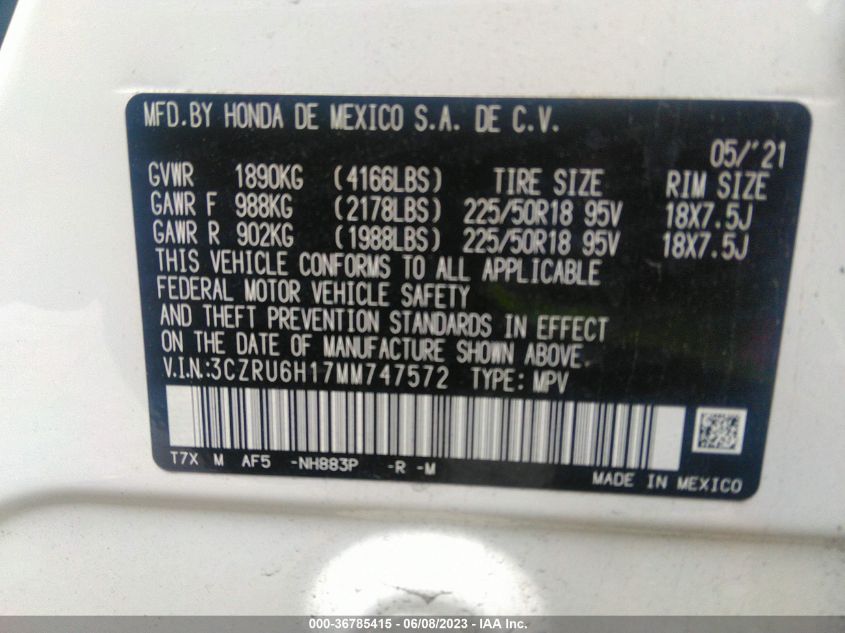 MFD.BY HONDA DE MEXICO S.A. DE C.V.
05/'21
GVWR 1890KG (4166LBS) TIRE SIZE RIM SIZE
GAWR F 988KG (2178LBS) 225/50R18 95V 18X7.5J
GAWR R 902KG (1988LBS) 225/50R18 95V 18X7.5J
THIS VEHICLE CONFORMS TO ALL APPLICABLE
FEDERAL MOTOR VEHICLE SAFETY
AND THEFT PREVENTION STANDARDS IN EFFECT
ON THE DATE OF MANUFACTURE SHOWN ABOVE.
V.I.N.:3CZRU6H17MM747572 TYPE: MPV
T7X M AF5 -NH883P -R -M
MADE IN MEXICO
000-36785415 - 06/08/2023 - IAA Inc.